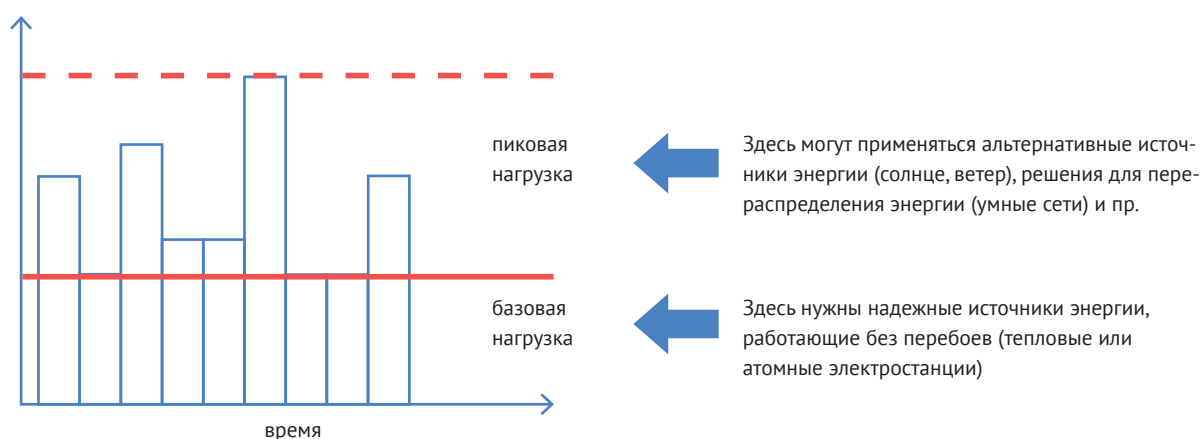 пиковая
нагрузка
Здесь могут применяться альтернативные источ-
ники энергии (солнце, ветер), решения для пере-
распределения энергии (умные сети) и пр.
базовая
нагрузка
Здесь нужны надежные источники энергии,
работающие без перебоев (тепловые или
атомные электростанции)
время